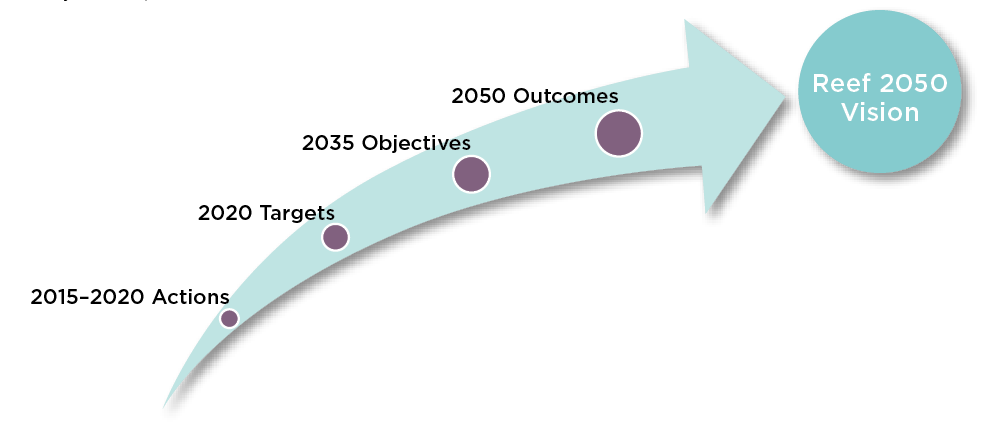 2050 Outcomes
2035 Objectives
2020 Targets
2015–2020 Actions
Reef 2050
Vision